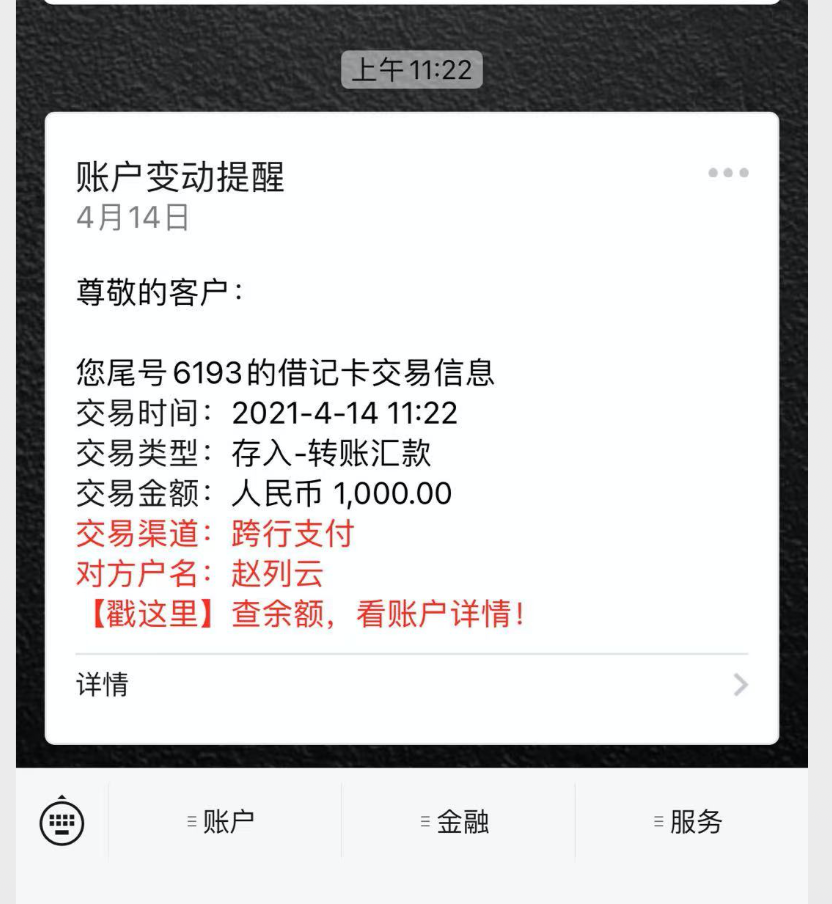 上午11:22
账户变动提醒
4月14日
尊敬的客户：
您尾号6193的借记卡交易信息
交易时间：2021-4-14 11:22
交易类型：存入-转账汇款
交易金额：人民币 1,000.00
交易渠道：跨行支付
对方户名：赵列云
【戳这里】查余额，看账户详情！
详情
账户
金融
服务